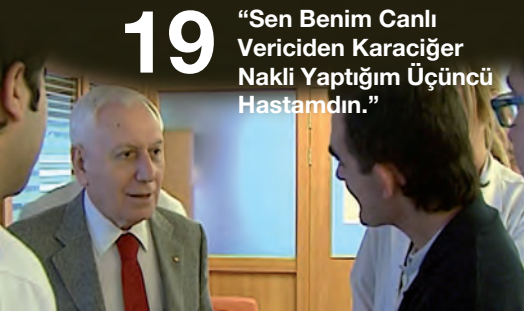 19
“Sen Benim Canlı
Vericiden Karaciğer
Nakli Yaptığım Üçüncü
Hastamdın.”